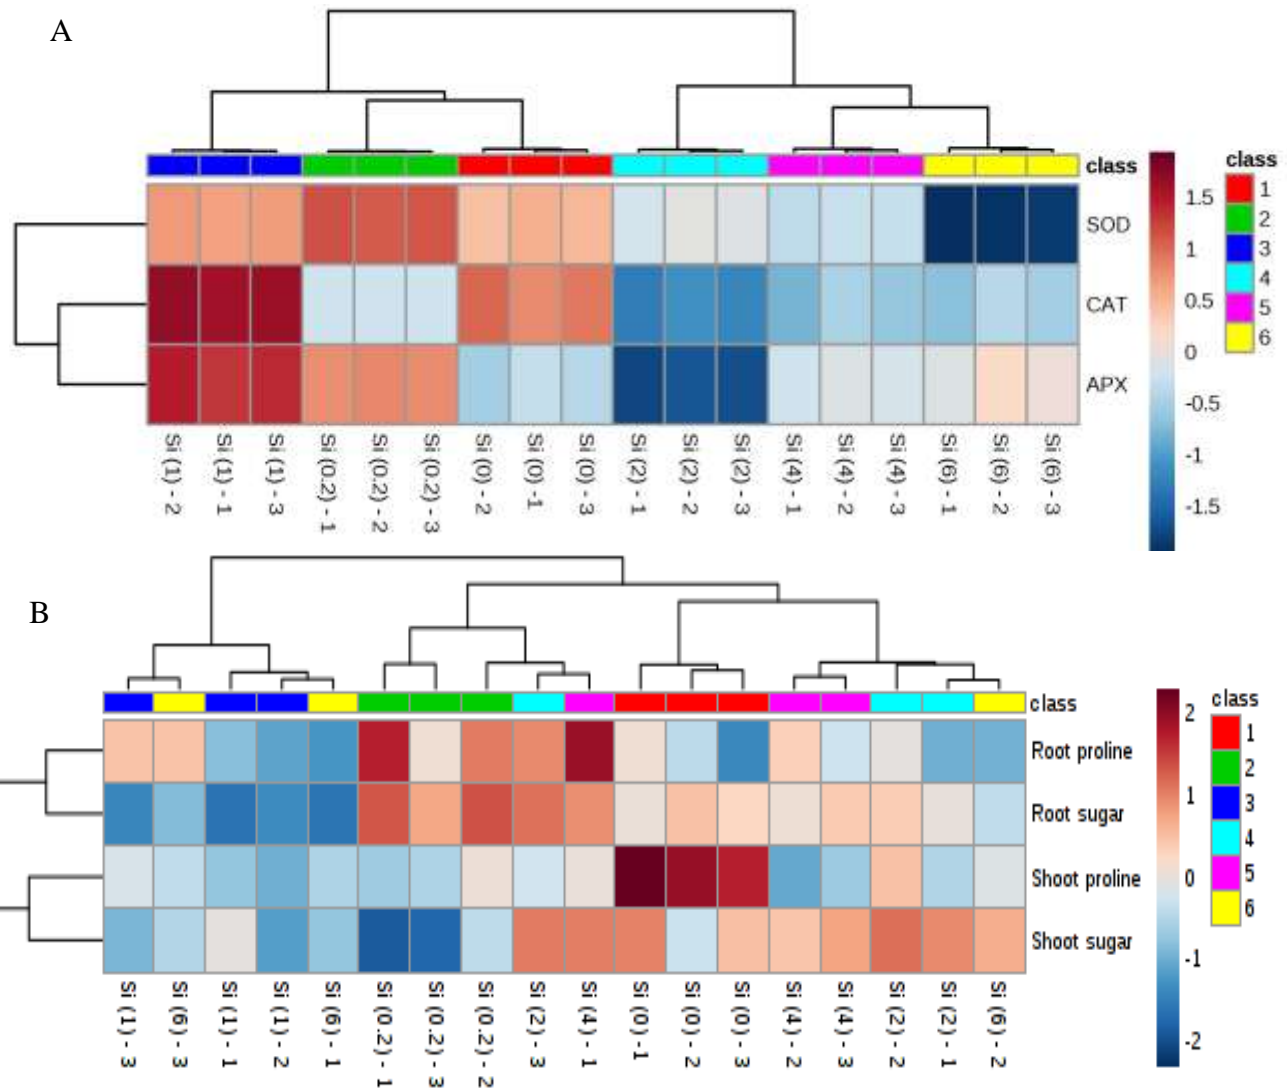 A
class
SOD
CAT
APX
1.5
1
0.5
0
-0.5
-1
-1.5
class
1
2
3
4
5
6
Si (1) - 2
Si (1) - 1
Si (1) - 3
Si (0.2) - 1
Si (0.2) - 2
Si (0.2) - 3
Si (0) - 2
Si (0) -1
Si (0) - 3
Si (2) - 1
Si (2) - 2
Si (2) - 3
Si (4) - 1
Si (4) - 2
Si (4) - 3
Si (6) - 1
Si (6) - 2
Si (6) - 3
B
class
Root proline
Root sugar
Shoot proline
Shoot sugar
2
1
0
-1
-2
class
1
2
3
4
5
6
Si (1) - 3
Si (6) - 3
Si (1) - 1
Si (1) - 2
Si (6) - 1
Si (0.2) - 1
Si (0.2) - 3
Si (0.2) - 2
Si (2) - 3
Si (4) - 1
Si (0) - 1
Si (0) - 2
Si (0) - 3
Si (4) - 2
Si (4) - 3
Si (2) - 2
Si (2) - 1
Si (6) - 2